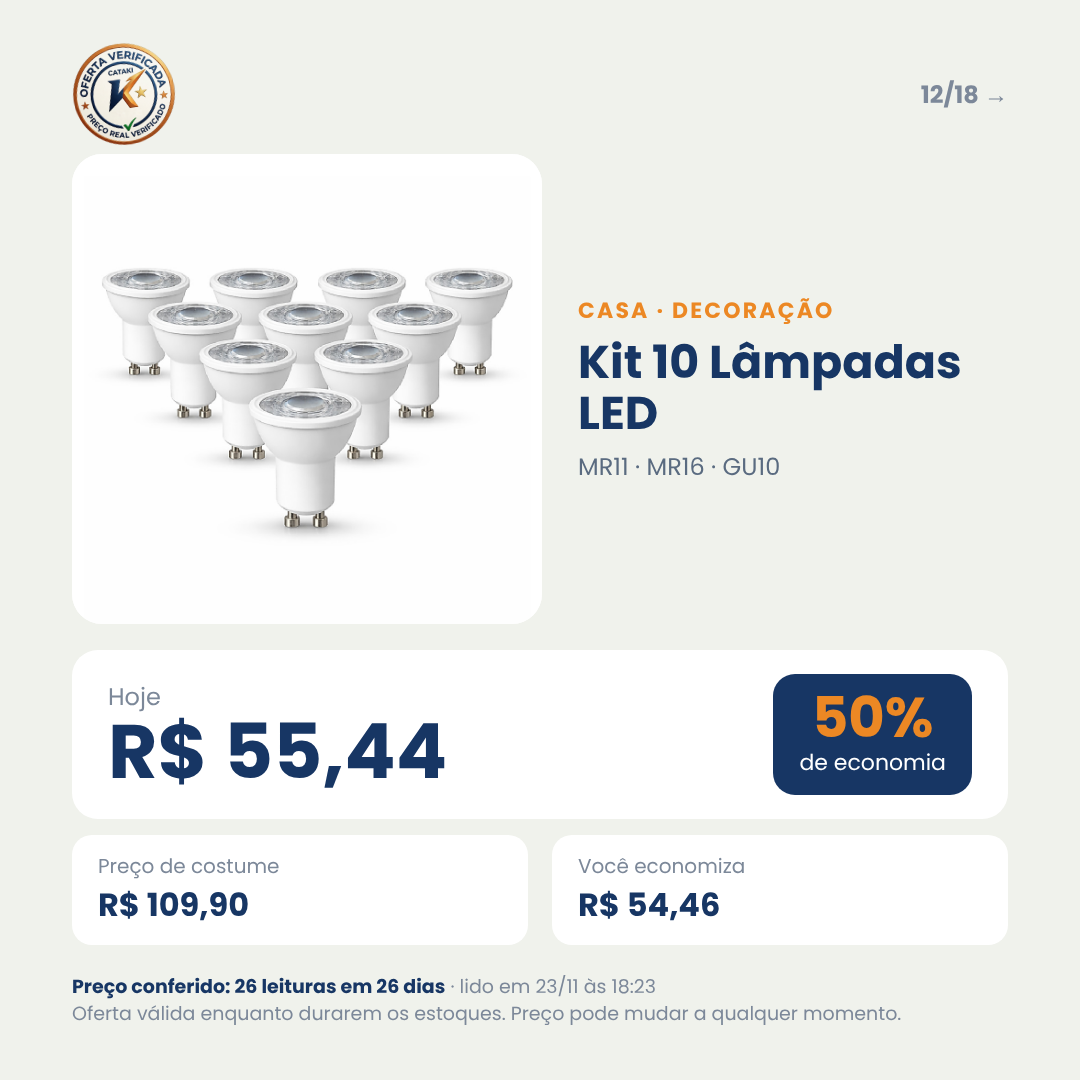 OFERTA VERIFICADA
CATAKI
K
PREÇO REAL VERIFICADO
12/18 →
CASA · DECORAÇÃO
Kit 10 Lâmpadas
LED
MR11 · MR16 · GU10
Hoje
R$ 55,44
50%
de economia
Preço de costume
R$ 109,90
Você economiza
R$ 54,46
Preço conferido: 26 leituras em 26 dias · lido em 23/11 às 18:23
Oferta válida enquanto durarem os estoques. Preço pode mudar a qualquer momento.